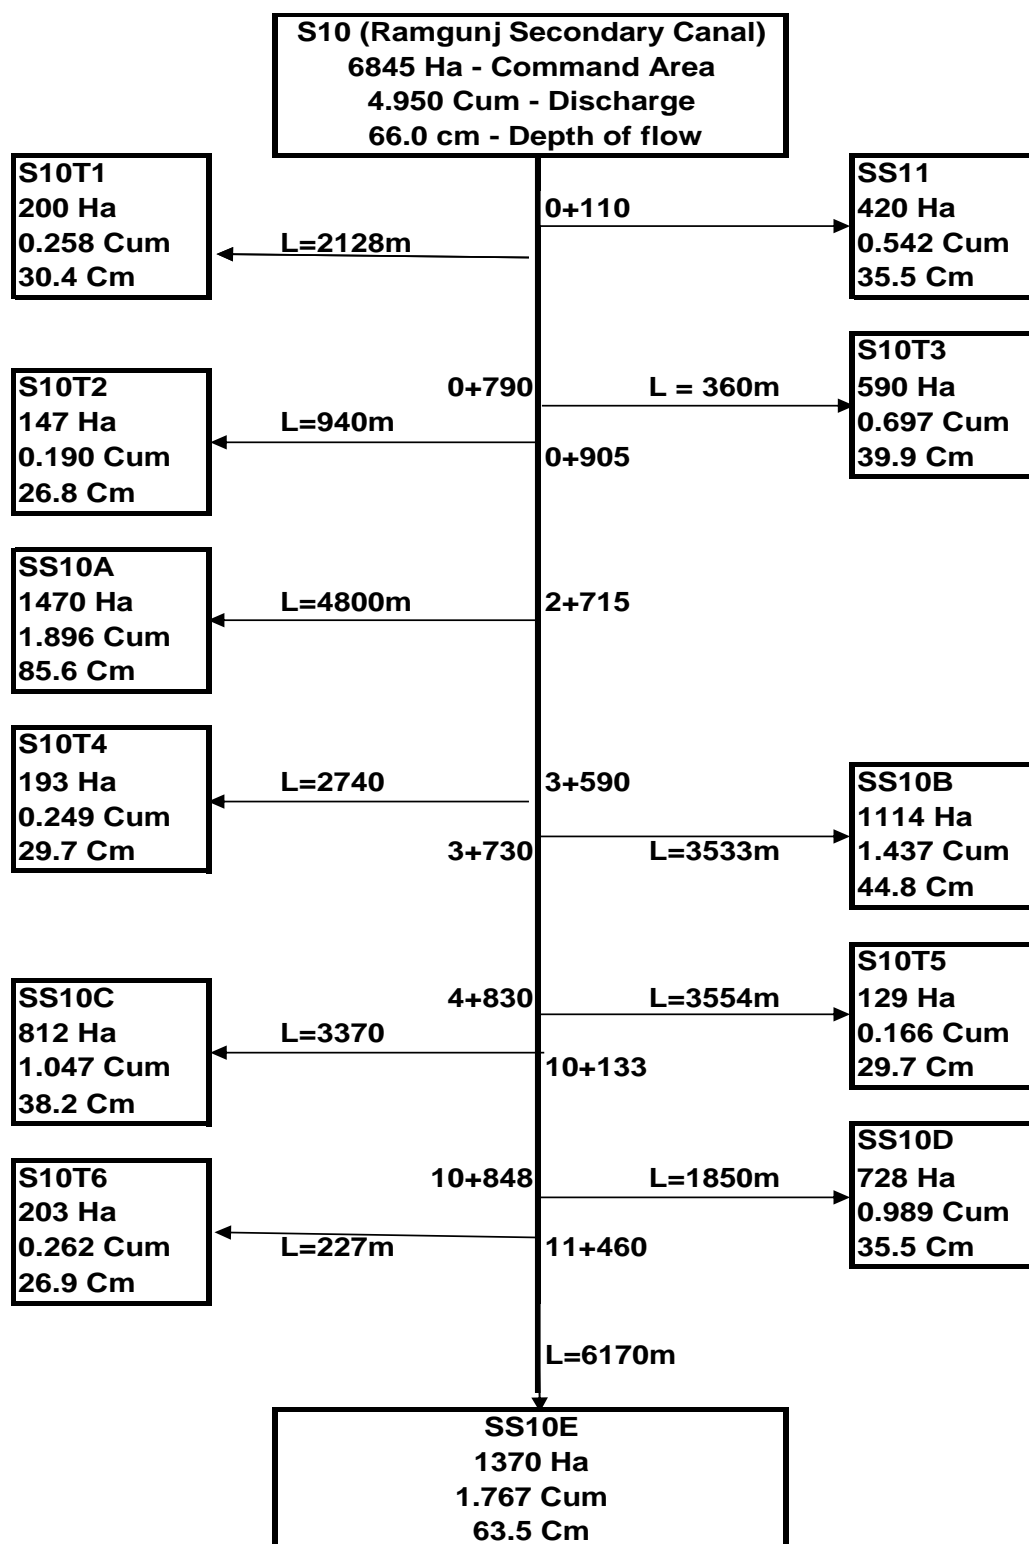 S10 (Ramgunj Secondary Canal)
6845 Ha - Command Area
4.950 Cum - Discharge
66.0 cm - Depth of flow
S10T1
200 Ha
0.258 Cum
30.4 Cm
L=2128m
0+110
SS11
420 Ha
0.542 Cum
35.5 Cm
S10T2
147 Ha
0.190 Cum
26.8 Cm
L=940m
0+790
0+905
L = 360m
S10T3
590 Ha
0.697 Cum
39.9 Cm
SS10A
1470 Ha
1.896 Cum
85.6 Cm
L=4800m
2+715
S10T4
193 Ha
0.249 Cum
29.7 Cm
L=2740
3+590
3+730
L=3533m
SS10B
1114 Ha
1.437 Cum
44.8 Cm
SS10C
812 Ha
1.047 Cum
38.2 Cm
L=3370
4+830
10+133
L=3554m
S10T5
129 Ha
0.166 Cum
29.7 Cm
S10T6
203 Ha
0.262 Cum
26.9 Cm
L=227m
10+848
11+460
L=1850m
SS10D
728 Ha
0.989 Cum
35.5 Cm
L=6170m
SS10E
1370 Ha
1.767 Cum
63.5 Cm